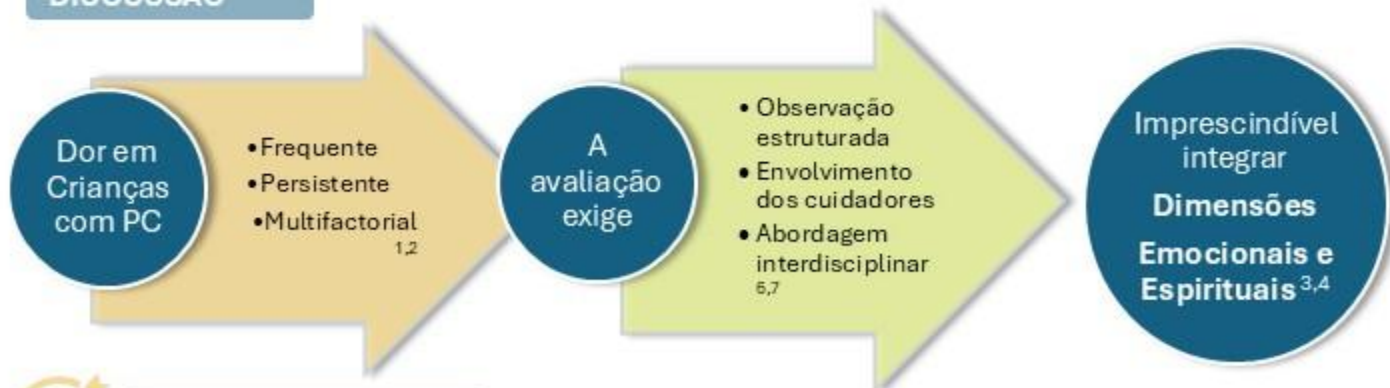 DISCUSSÃO
Dor em
Crianças
com PC
•Frequente
•Persistente
•Multifactorial
1,2
A
avaliação
exige
• Observação
estruturada
• Envolvimento
dos cuidadores
• Abordagem
interdisciplinar
6,7
Imprescindível
integrar
Dimensões
Emocionais e
Espirituais 3,4